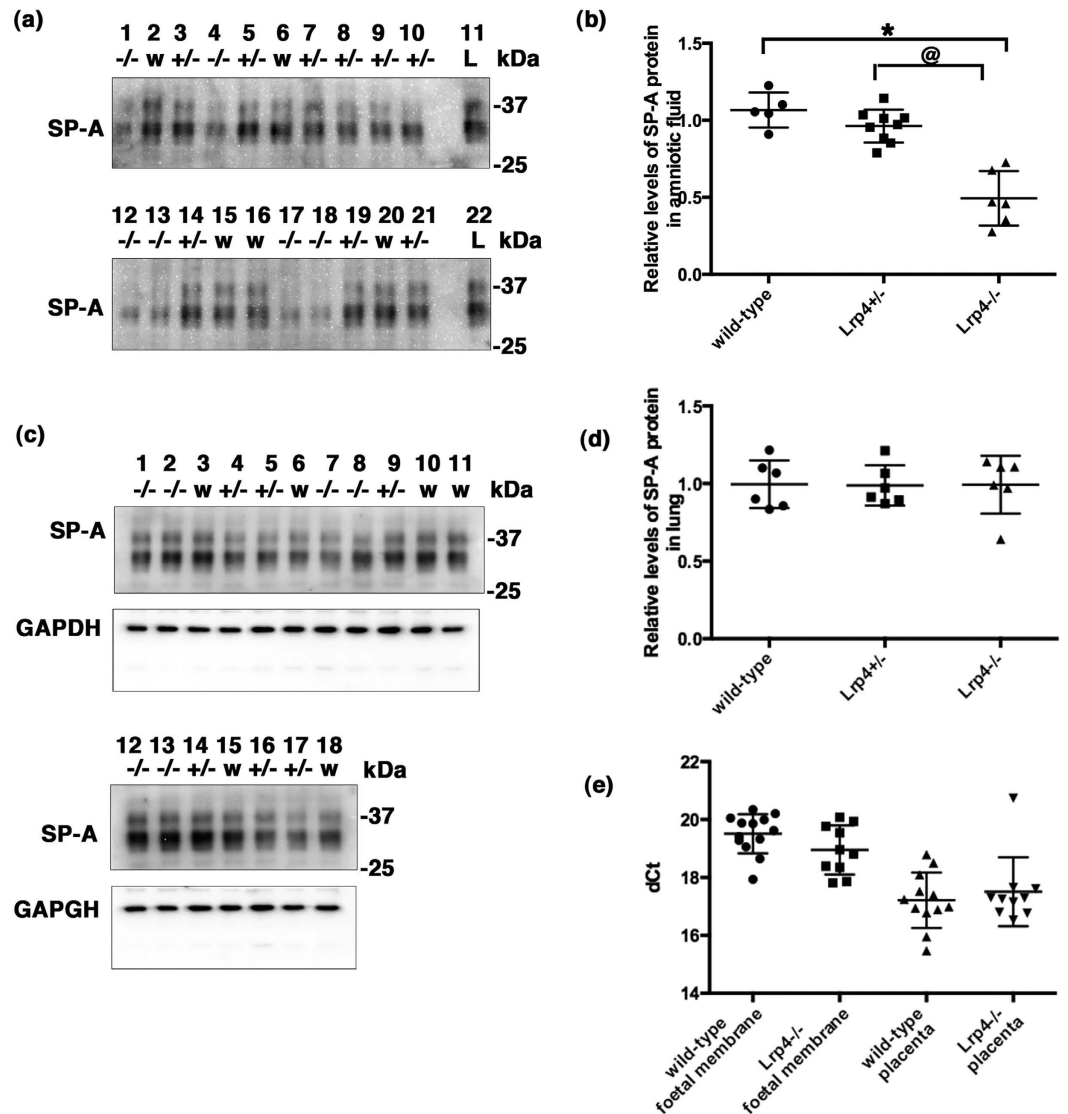 (a)
1 2 3 4 5 6 7 8 9 10 11
-/- w +/- -/- +/- w +/- +/- +/- +/- L kDa
SP-A
-37
-25
12 13 14 15 16 17 18 19 20 21 22
-/- -/- +/- w w -/- -/- +/- w +/- L kDa
SP-A
-37
-25
(b)
Relative levels of SP-A protein
in amniotic fluid
1.5
1.0
0.5
0.0
*
@
wild-type
Lrp4+/-
Lrp4-/-
(c)
1 2 3 4 5 6 7 8 9 10 11
-/- -/- w +/- +/- w -/- -/- +/- w w kDa
SP-A
-37
-25
GAPDH
12 13 14 15 16 17 18
-/- -/- +/- w +/- +/- w kDa
SP-A
-37
-25
GAPGH
(d)
Relative levels of SP-A protein
in lung
1.5
1.0
0.5
0.0
wild-type
Lrp4+/-
Lrp4-/-
(e)
dCt
22
20
18
16
14
wild-type
foetal membrane
Lrp4-/-
foetal membrane
wild-type
placenta
Lrp4-/-
placenta